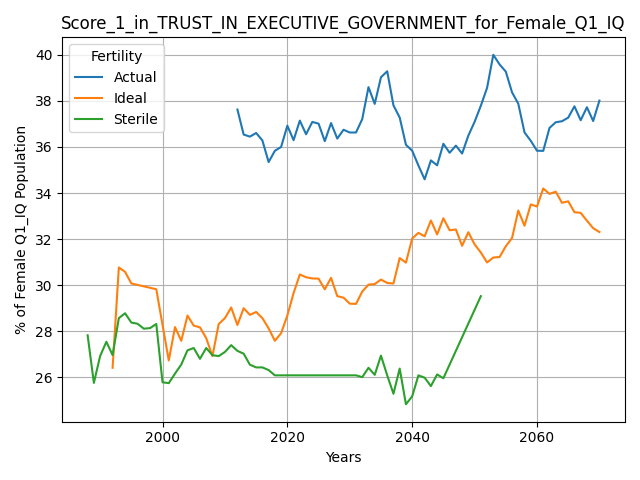 Score_1_in_TRUST_IN_EXECUTIVE_GOVERNMENT_for_Female_Q1_IQ
Fertility
Actual
Ideal
Sterile
40
38
36
34
32
30
28
26
% of Female Q1_IQ Population
2000
2020
2040
2060
Years